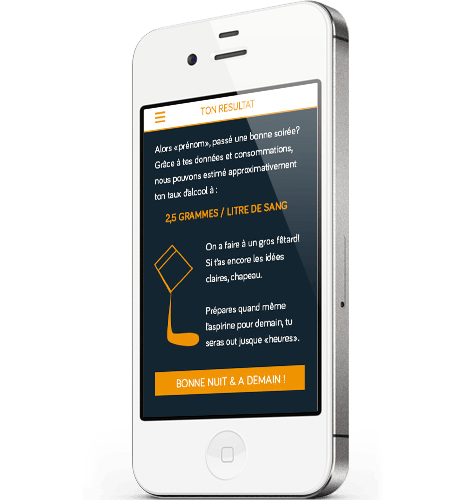 TON RESULTAT
Alors «prénom», passé une bonne soirée?
Grâce à tes données et consommations,
nous pouvons estimé approximativement
ton taux d'alcool à :
2,5 GRAMMES / LITRE DE SANG
On a faire à un gros fêtard!
Si t'as encore les idées
claires, chapeau.
Prépares quand même
l'aspirine pour demain, tu
seras out jusque «heures».
BONNE NUIT & A DEMAIN !